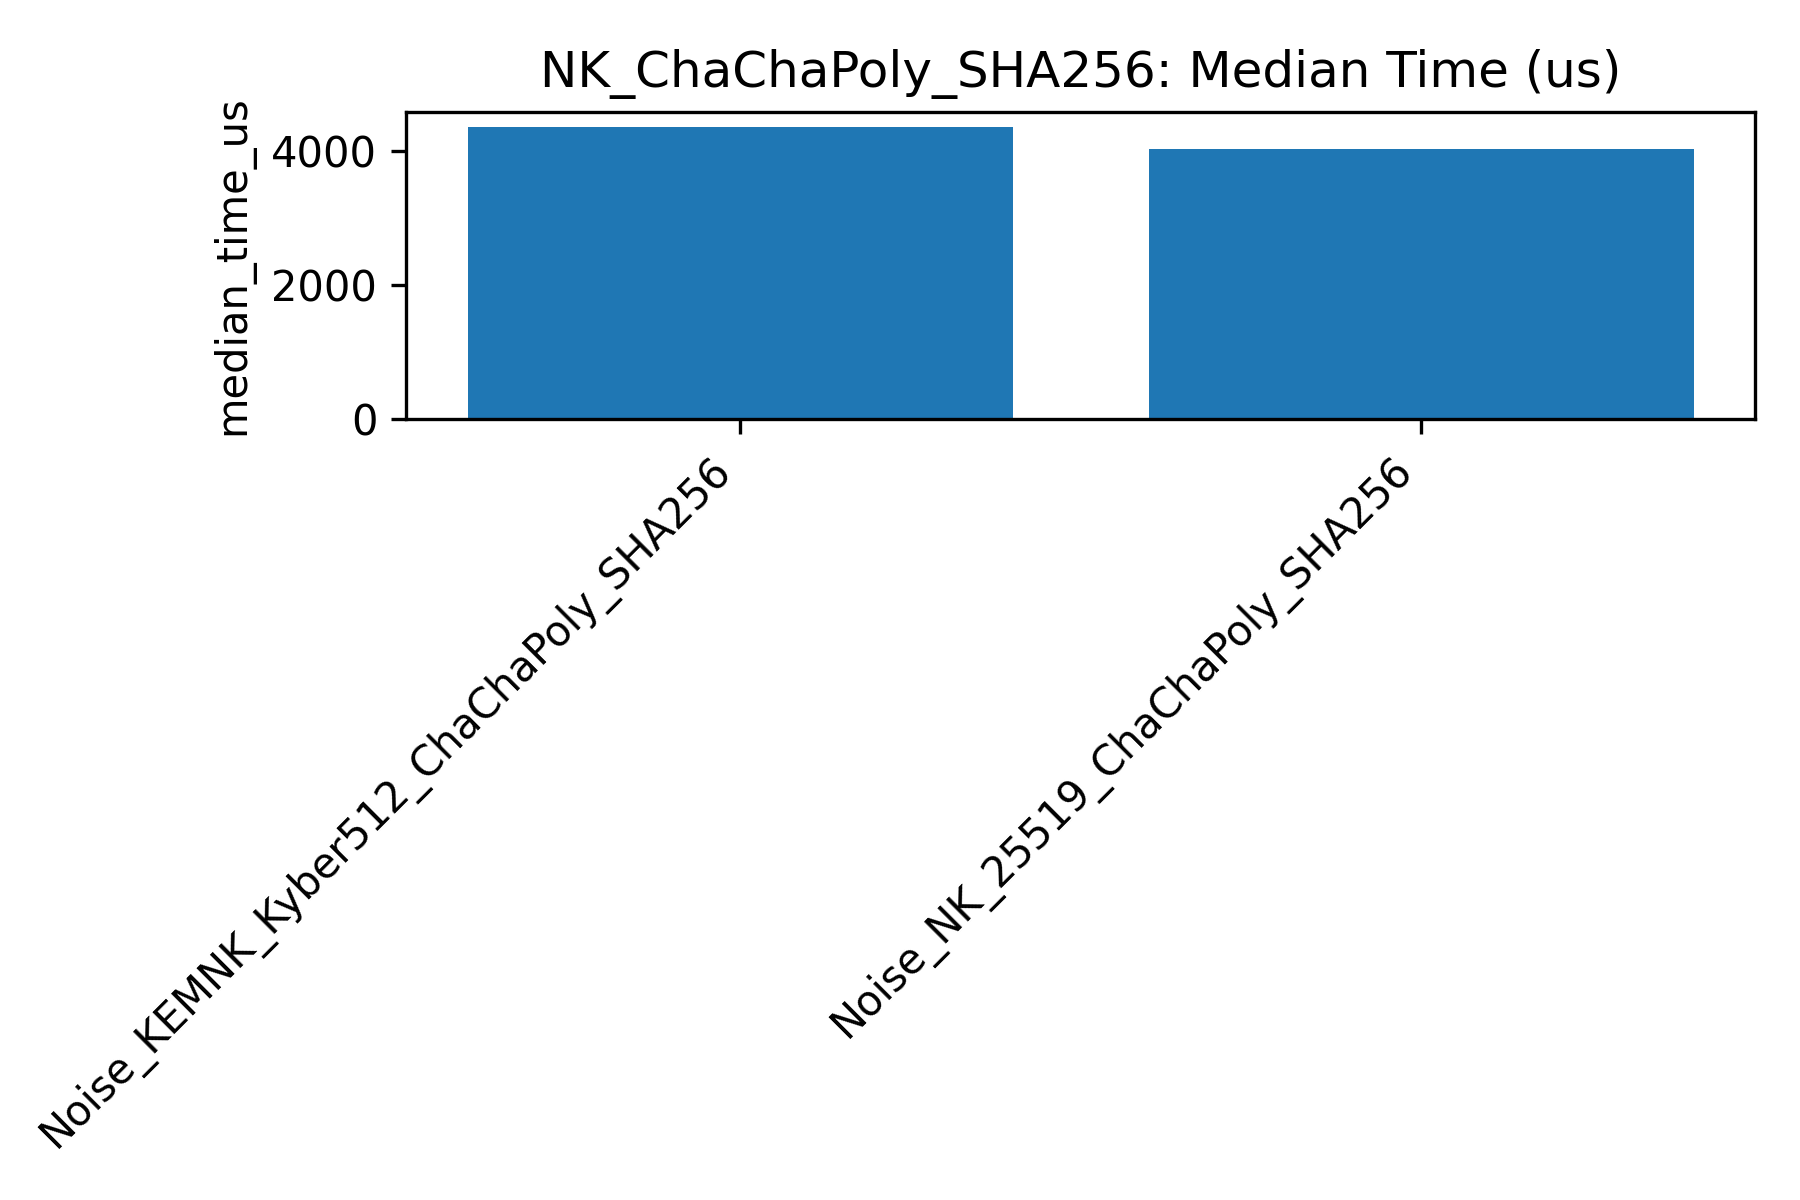 NK_ChaChaPoly_SHA256: Median Time (us)
median_time_us
4000
2000
0
Noise_KEMNK_Kyber512_ChaChaPoly_SHA256
Noise_NK_25519_ChaChaPoly_SHA256